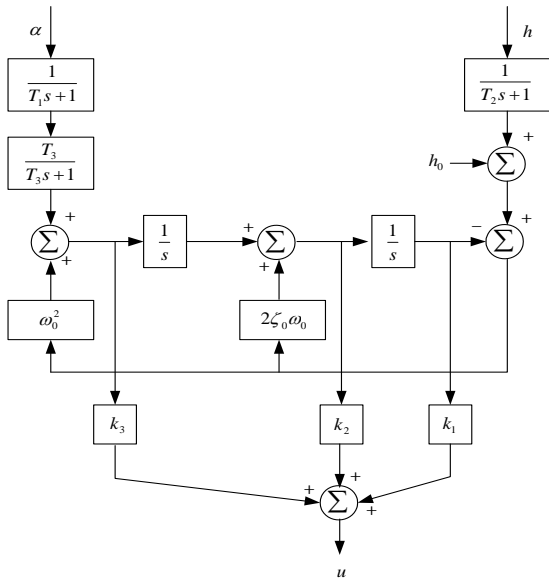 α
h
1
T₁s + 1
1
T₂s + 1
T₃
T₃s + 1
+
h₀
Σ
+
+
Σ
+
1
s
+
Σ
+
1
s
−
+
Σ
ω₀²
2ζ₀ω₀
k₃
k₂
k₁
+
+
+
Σ
u